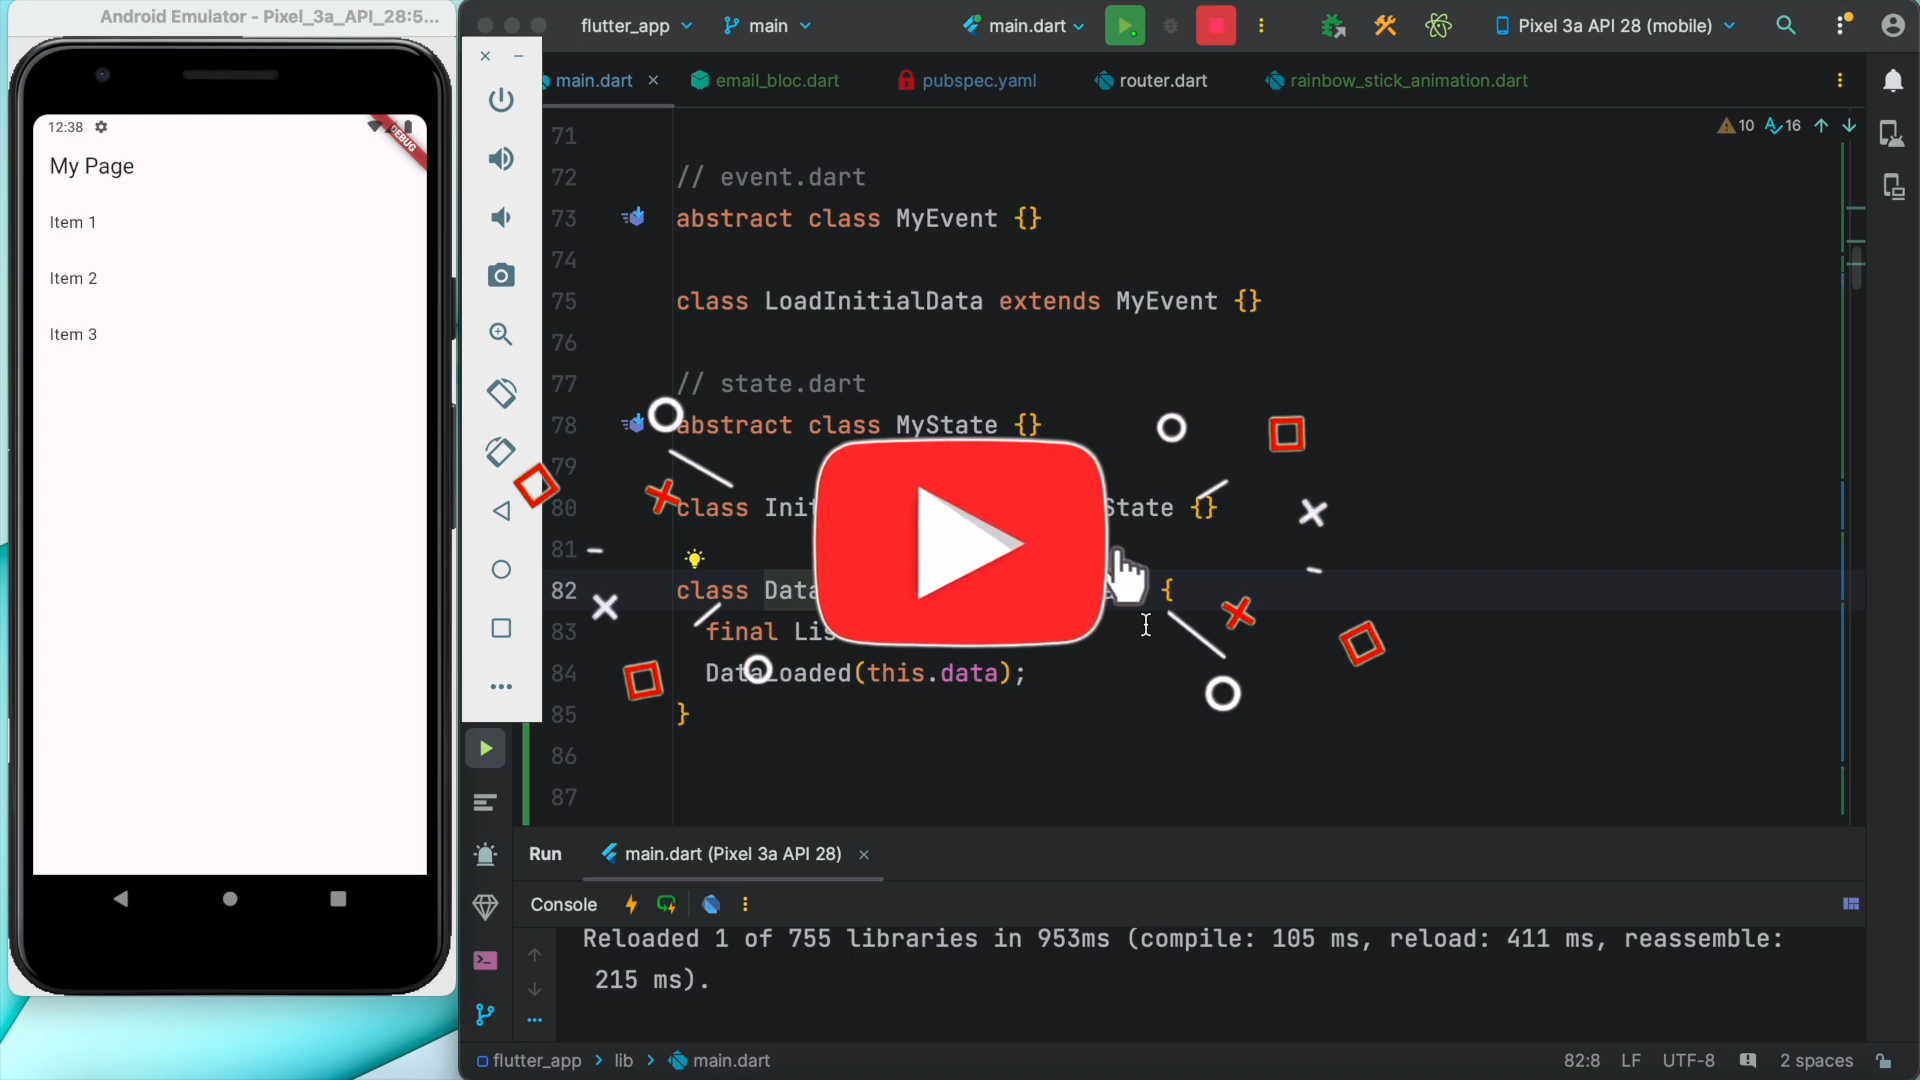 Android Emulator - Pixel_3a_API_28:5...
12:38
DEBUG
My Page
Item 1
Item 2
Item 3
flutter_app
main
main.dart
Pixel 3a API 28 (mobile)
main.dart
email_bloc.dart
pubspec.yaml
router.dart
rainbow_stick_animation.dart
10
16
71
72 // event.dart
73 abstract class MyEvent {}
74
75 class LoadInitialData extends MyEvent {}
76
77 // state.dart
78 abstract class MyState {}
79
80 class Init State {}
81
82 class Data {
83 final Lis
84 DataLoaded(this.data);
85 }
86
87
Run
main.dart (Pixel 3a API 28)
Console
Reloaded 1 of 755 libraries in 953ms (compile: 105 ms, reload: 411 ms, reassemble:
215 ms).
flutter_app > lib > main.dart
82:8
LF
UTF-8
2 spaces